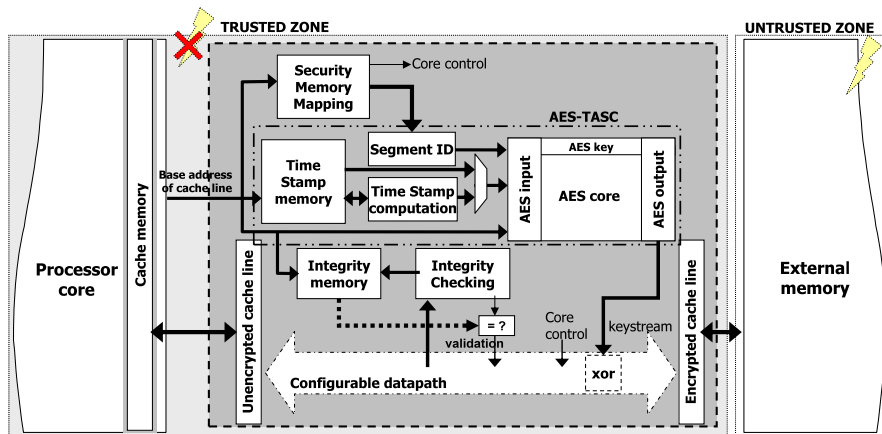 TRUSTED ZONE
UNTRUSTED ZONE
Security
Memory
Mapping
Core control
AES-TASC
Segment ID
Base address
of cache line
Time
Stamp
memory
Time Stamp
computation
AES input
AES key
AES core
AES output
Processor
core
Cache memory
Unencrypted cache line
Integrity
memory
Integrity
Checking
= ?
validation
Core
control
keystream
xor
Configurable datapath
Encrypted cache line
External
memory